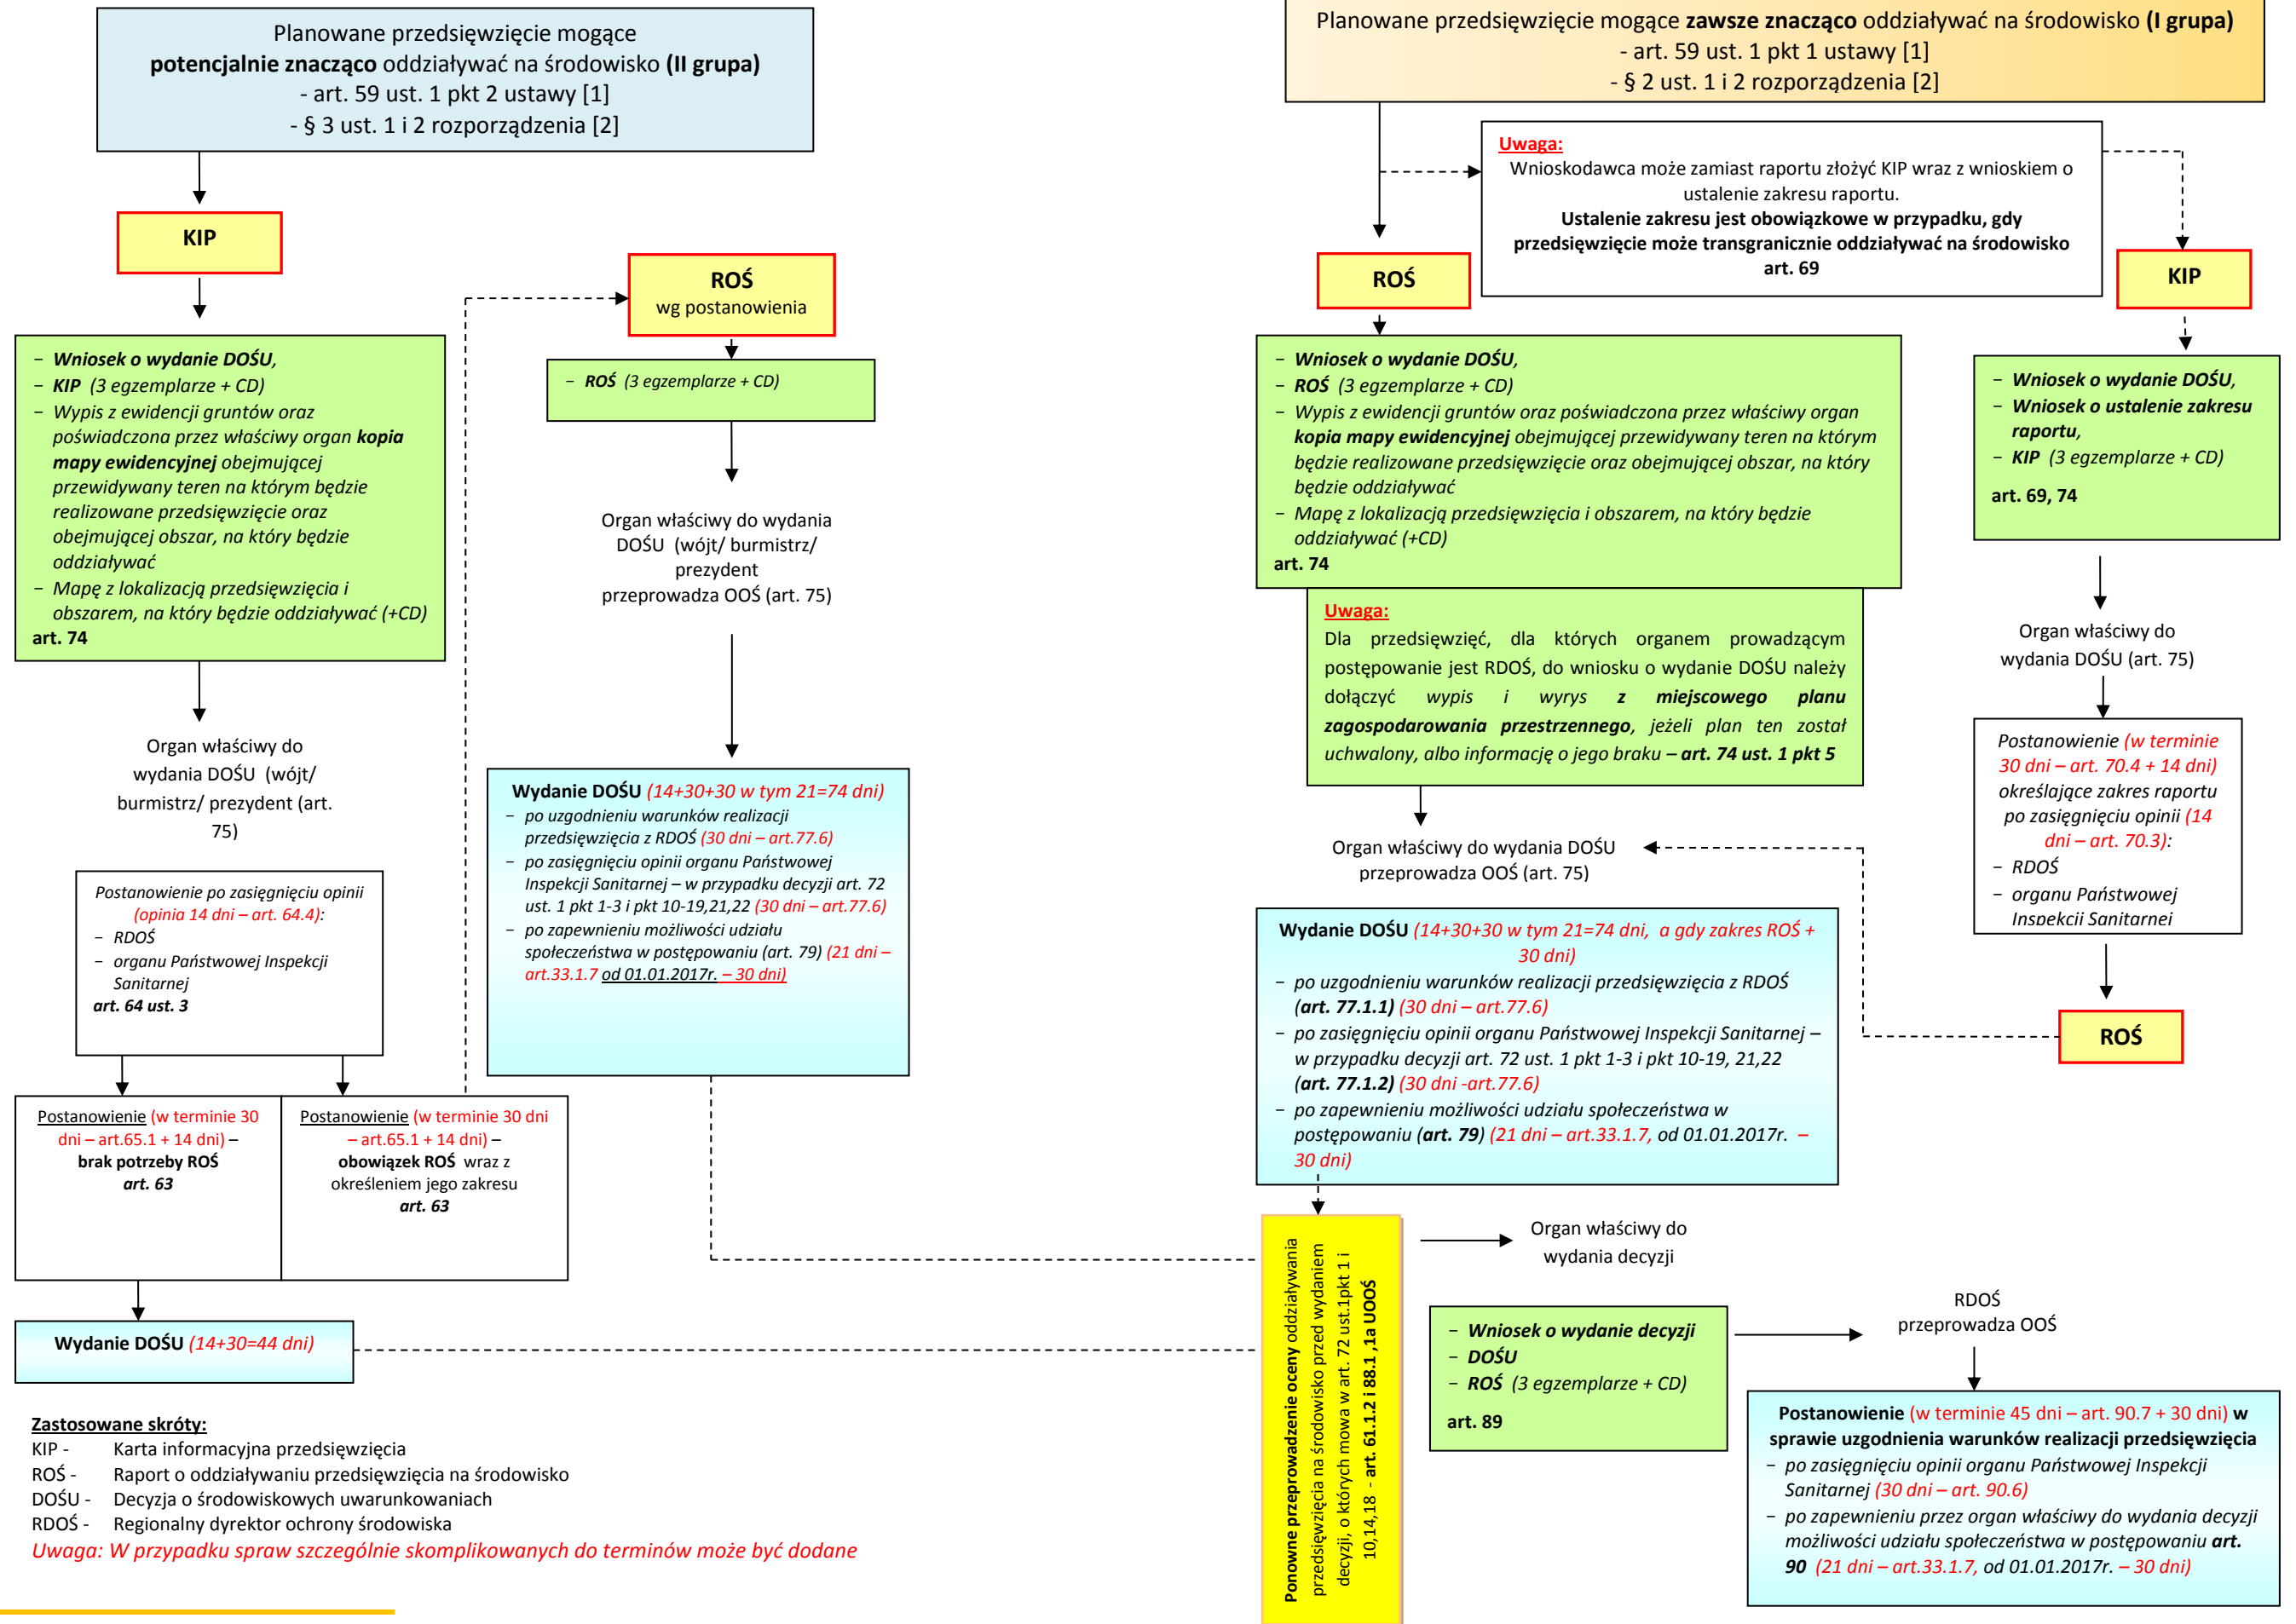 Planowane przedsięwzięcie mogące
potencjalnie znacząco oddziaływać na środowisko (II grupa)
- art. 59 ust. 1 pkt 2 ustawy [1]
- § 3 ust. 1 i 2 rozporządzenia [2]
KIP
− Wniosek o wydanie DOŚU,
− KIP (3 egzemplarze + CD)
− Wypis z ewidencji gruntów oraz
poświadczona przez właściwy organ kopia
mapy ewidencyjnej obejmującej
przewidywany teren na którym będzie
realizowane przedsięwzięcie oraz
obejmującej obszar, na który będzie
oddziaływać
− Mapę z lokalizacją przedsięwzięcia i
obszarem, na który będzie oddziaływać (+CD)
art. 74
Organ właściwy do
wydania DOŚU (wójt/
burmistrz/ prezydent (art.
75)
Postanowienie po zasięgnięciu opinii
(opinia 14 dni – art. 64.4):
− RDOŚ
− organu Państwowej Inspekcji
Sanitarnej
art. 64 ust. 3
Postanowienie (w terminie 30
dni – art.65.1 + 14 dni) –
brak potrzeby ROŚ
art. 63
Postanowienie (w terminie 30 dni
– art.65.1 + 14 dni) –
obowiązek ROŚ wraz z
określeniem jego zakresu
art. 63
Wydanie DOŚU (14+30=44 dni)
ROŚ
wg postanowienia
− ROŚ (3 egzemplarze + CD)
Organ właściwy do wydania
DOŚU (wójt/ burmistrz/
prezydent
przeprowadza OOŚ (art. 75)
Wydanie DOŚU (14+30+30 w tym 21=74 dni)
− po uzgodnieniu warunków realizacji
przedsięwzięcia z RDOŚ (30 dni – art.77.6)
− po zasięgnięciu opinii organu Państwowej
Inspekcji Sanitarnej – w przypadku decyzji art. 72
ust. 1 pkt 1-3 i pkt 10-19,21,22 (30 dni – art.77.6)
− po zapewnieniu możliwości udziału
społeczeństwa w postępowaniu (art. 79) (21 dni –
art.33.1.7 od 01.01.2017r. – 30 dni)
Planowane przedsięwzięcie mogące zawsze znacząco oddziaływać na środowisko (I grupa)
- art. 59 ust. 1 pkt 1 ustawy [1]
- § 2 ust. 1 i 2 rozporządzenia [2]
Uwaga:
Wnioskodawca może zamiast raportu złożyć KIP wraz z wnioskiem o
ustalenie zakresu raportu.
Ustalenie zakresu jest obowiązkowe w przypadku, gdy
przedsięwzięcie może transgranicznie oddziaływać na środowisko
art. 69
ROŚ
− Wniosek o wydanie DOŚU,
− ROŚ (3 egzemplarze + CD)
− Wypis z ewidencji gruntów oraz poświadczona przez właściwy organ
kopia mapy ewidencyjnej obejmującej przewidywany teren na którym
będzie realizowane przedsięwzięcie oraz obejmującej obszar, na który
będzie oddziaływać
− Mapę z lokalizacją przedsięwzięcia i obszarem, na który będzie
oddziaływać (+CD)
art. 74
Uwaga:
Dla przedsięwzięć, dla których organem prowadzącym
postępowanie jest RDOŚ, do wniosku o wydanie DOŚU należy
dołączyć wypis i wyrys z miejscowego planu
zagospodarowania przestrzennego, jeżeli plan ten został
uchwalony, albo informację o jego braku – art. 74 ust. 1 pkt 5
Organ właściwy do wydania DOŚU
przeprowadza OOŚ (art. 75)
Wydanie DOŚU (14+30+30 w tym 21=74 dni, a gdy zakres ROŚ +
30 dni)
− po uzgodnieniu warunków realizacji przedsięwzięcia z RDOŚ
(art. 77.1.1) (30 dni – art.77.6)
− po zasięgnięciu opinii organu Państwowej Inspekcji Sanitarnej –
w przypadku decyzji art. 72 ust. 1 pkt 1-3 i pkt 10-19, 21,22
(art. 77.1.2) (30 dni -art.77.6)
− po zapewnieniu możliwości udziału społeczeństwa w
postępowaniu (art. 79) (21 dni – art.33.1.7, od 01.01.2017r. –
30 dni)
KIP
− Wniosek o wydanie DOŚU,
− Wniosek o ustalenie zakresu
raportu,
− KIP (3 egzemplarze + CD)
art. 69, 74
Organ właściwy do
wydania DOŚU (art. 75)
Postanowienie (w terminie
30 dni – art. 70.4 + 14 dni)
określające zakres raportu
po zasięgnięciu opinii (14
dni – art. 70.3):
− RDOŚ
− organu Państwowej
Inspekcji Sanitarnej
ROŚ
Ponowne przeprowadzenie oceny oddziaływania
przedsięwzięcia na środowisko przed wydaniem
decyzji, o których mowa w art. 72 ust.1pkt 1 i
10,14,18 - art. 61.1.2 i 88.1 ,1a UOOŚ
Organ właściwy do
wydania decyzji
− Wniosek o wydanie decyzji
− DOŚU
− ROŚ (3 egzemplarze + CD)
art. 89
RDOŚ
przeprowadza OOŚ
Postanowienie (w terminie 45 dni – art. 90.7 + 30 dni) w
sprawie uzgodnienia warunków realizacji przedsięwzięcia
− po zasięgnięciu opinii organu Państwowej Inspekcji
Sanitarnej (30 dni – art. 90.6)
− po zapewnieniu przez organ właściwy do wydania decyzji
możliwości udziału społeczeństwa w postępowaniu art.
90 (21 dni – art.33.1.7, od 01.01.2017r. – 30 dni)
Zastosowane skróty:
KIP - Karta informacyjna przedsięwzięcia
ROŚ - Raport o oddziaływaniu przedsięwzięcia na środowisko
DOŚU - Decyzja o środowiskowych uwarunkowaniach
RDOŚ - Regionalny dyrektor ochrony środowiska
Uwaga: W przypadku spraw szczególnie skomplikowanych do terminów może być dodane